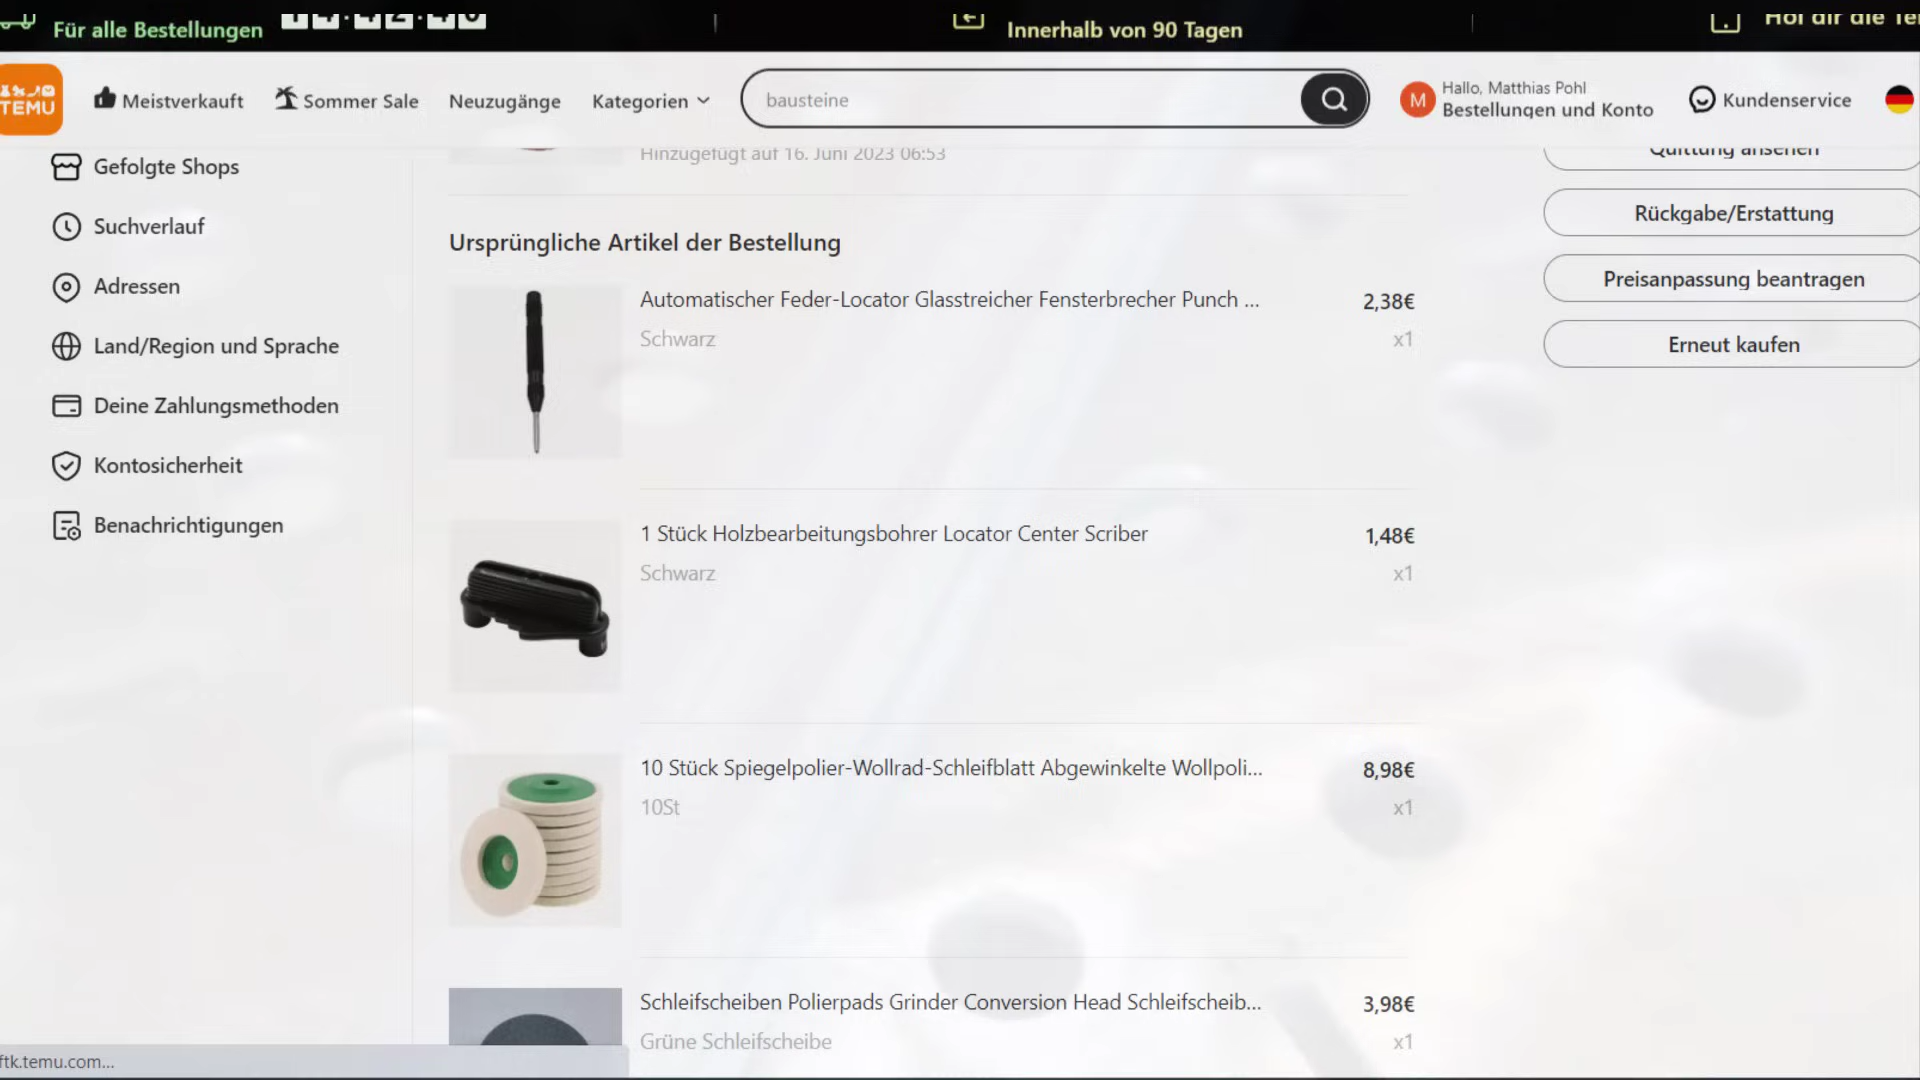 Für alle Bestellungen
Innerhalb von 90 Tagen
Hol dir die
TEMU
Meistverkauft
Sommer Sale
Neuzugänge
Kategorien
bausteine
M
Hallo, Matthias Pohl
Bestellungen und Konto
Kundenservice
Hinzugefügt auf 16. Juni 2023 06:53
Quittung ansehen
Gefolgte Shops
Suchverlauf
Adressen
Land/Region und Sprache
Deine Zahlungsmethoden
Kontosicherheit
Benachrichtigungen
Rückgabe/Erstattung
Preisanpassung beantragen
Erneut kaufen
Ursprüngliche Artikel der Bestellung
Automatischer Feder-Locator Glasstreicher Fensterbrecher Punch ...
2,38€
Schwarz
x1
1 Stück Holzbearbeitungsbohrer Locator Center Scriber
1,48€
Schwarz
x1
10 Stück Spiegelpolier-Wollrad-Schleifblatt Abgewinkelte Wollpoli...
8,98€
10St
x1
Schleifscheiben Polierpads Grinder Conversion Head Schleifscheib...
3,98€
Grüne Schleifscheibe
x1
ftk.temu.com...